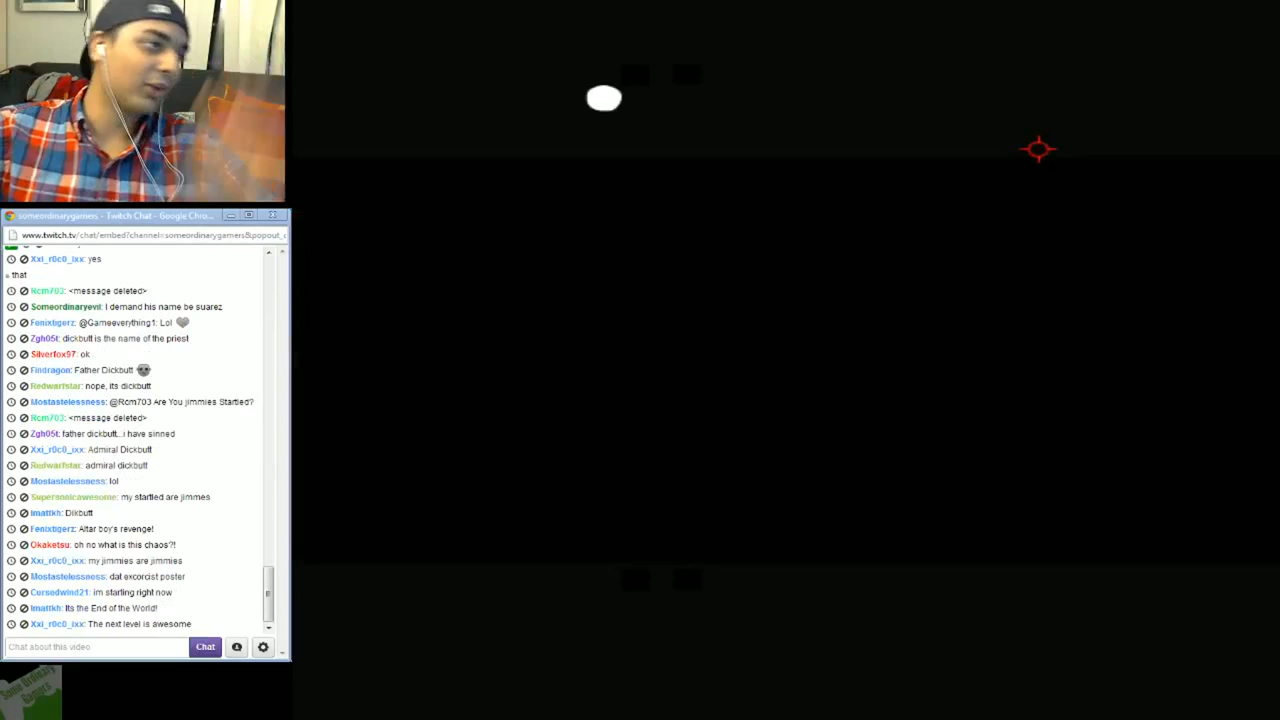 someordinarygamers - Twitch Chat - Google Chro...
www.twitch.tv/chat/embed?channel=someordinarygamers&popout_c
Xxi_r0c0_ixx: yes
that
Rcm703: <message deleted>
Someordinaryevil: I demand his name be suarez
Fenixtigerz: @Gameeverything1: Lol
Zgh05t: dickbutt is the name of the priest
Silverfox97: ok
Findragon: Father Dickbutt
Redwarfstar: nope, its dickbutt
Mostastelessness: @Rcm703 Are You jimmies Startled?
Rcm703: <message deleted>
Zgh05t: father dickbutt...i have sinned
Xxi_r0c0_ixx: Admiral Dickbutt
Redwarfstar: admiral dickbutt
Mostastelessness: lol
Supersonicawesome: my startled are jimmes
Imattkh: Dikbutt
Fenixtigerz: Altar boy's revenge!
Okaketsu: oh no what is this chaos?!
Xxi_r0c0_ixx: my jimmies are jimmies
Mostastelessness: dat exorcist poster
Cursedwind21: im starting right now
Imattkh: Its the End of the World!
Xxi_r0c0_ixx: The next level is awesome
Chat about this video
Chat
Some Ordinary
Gamers